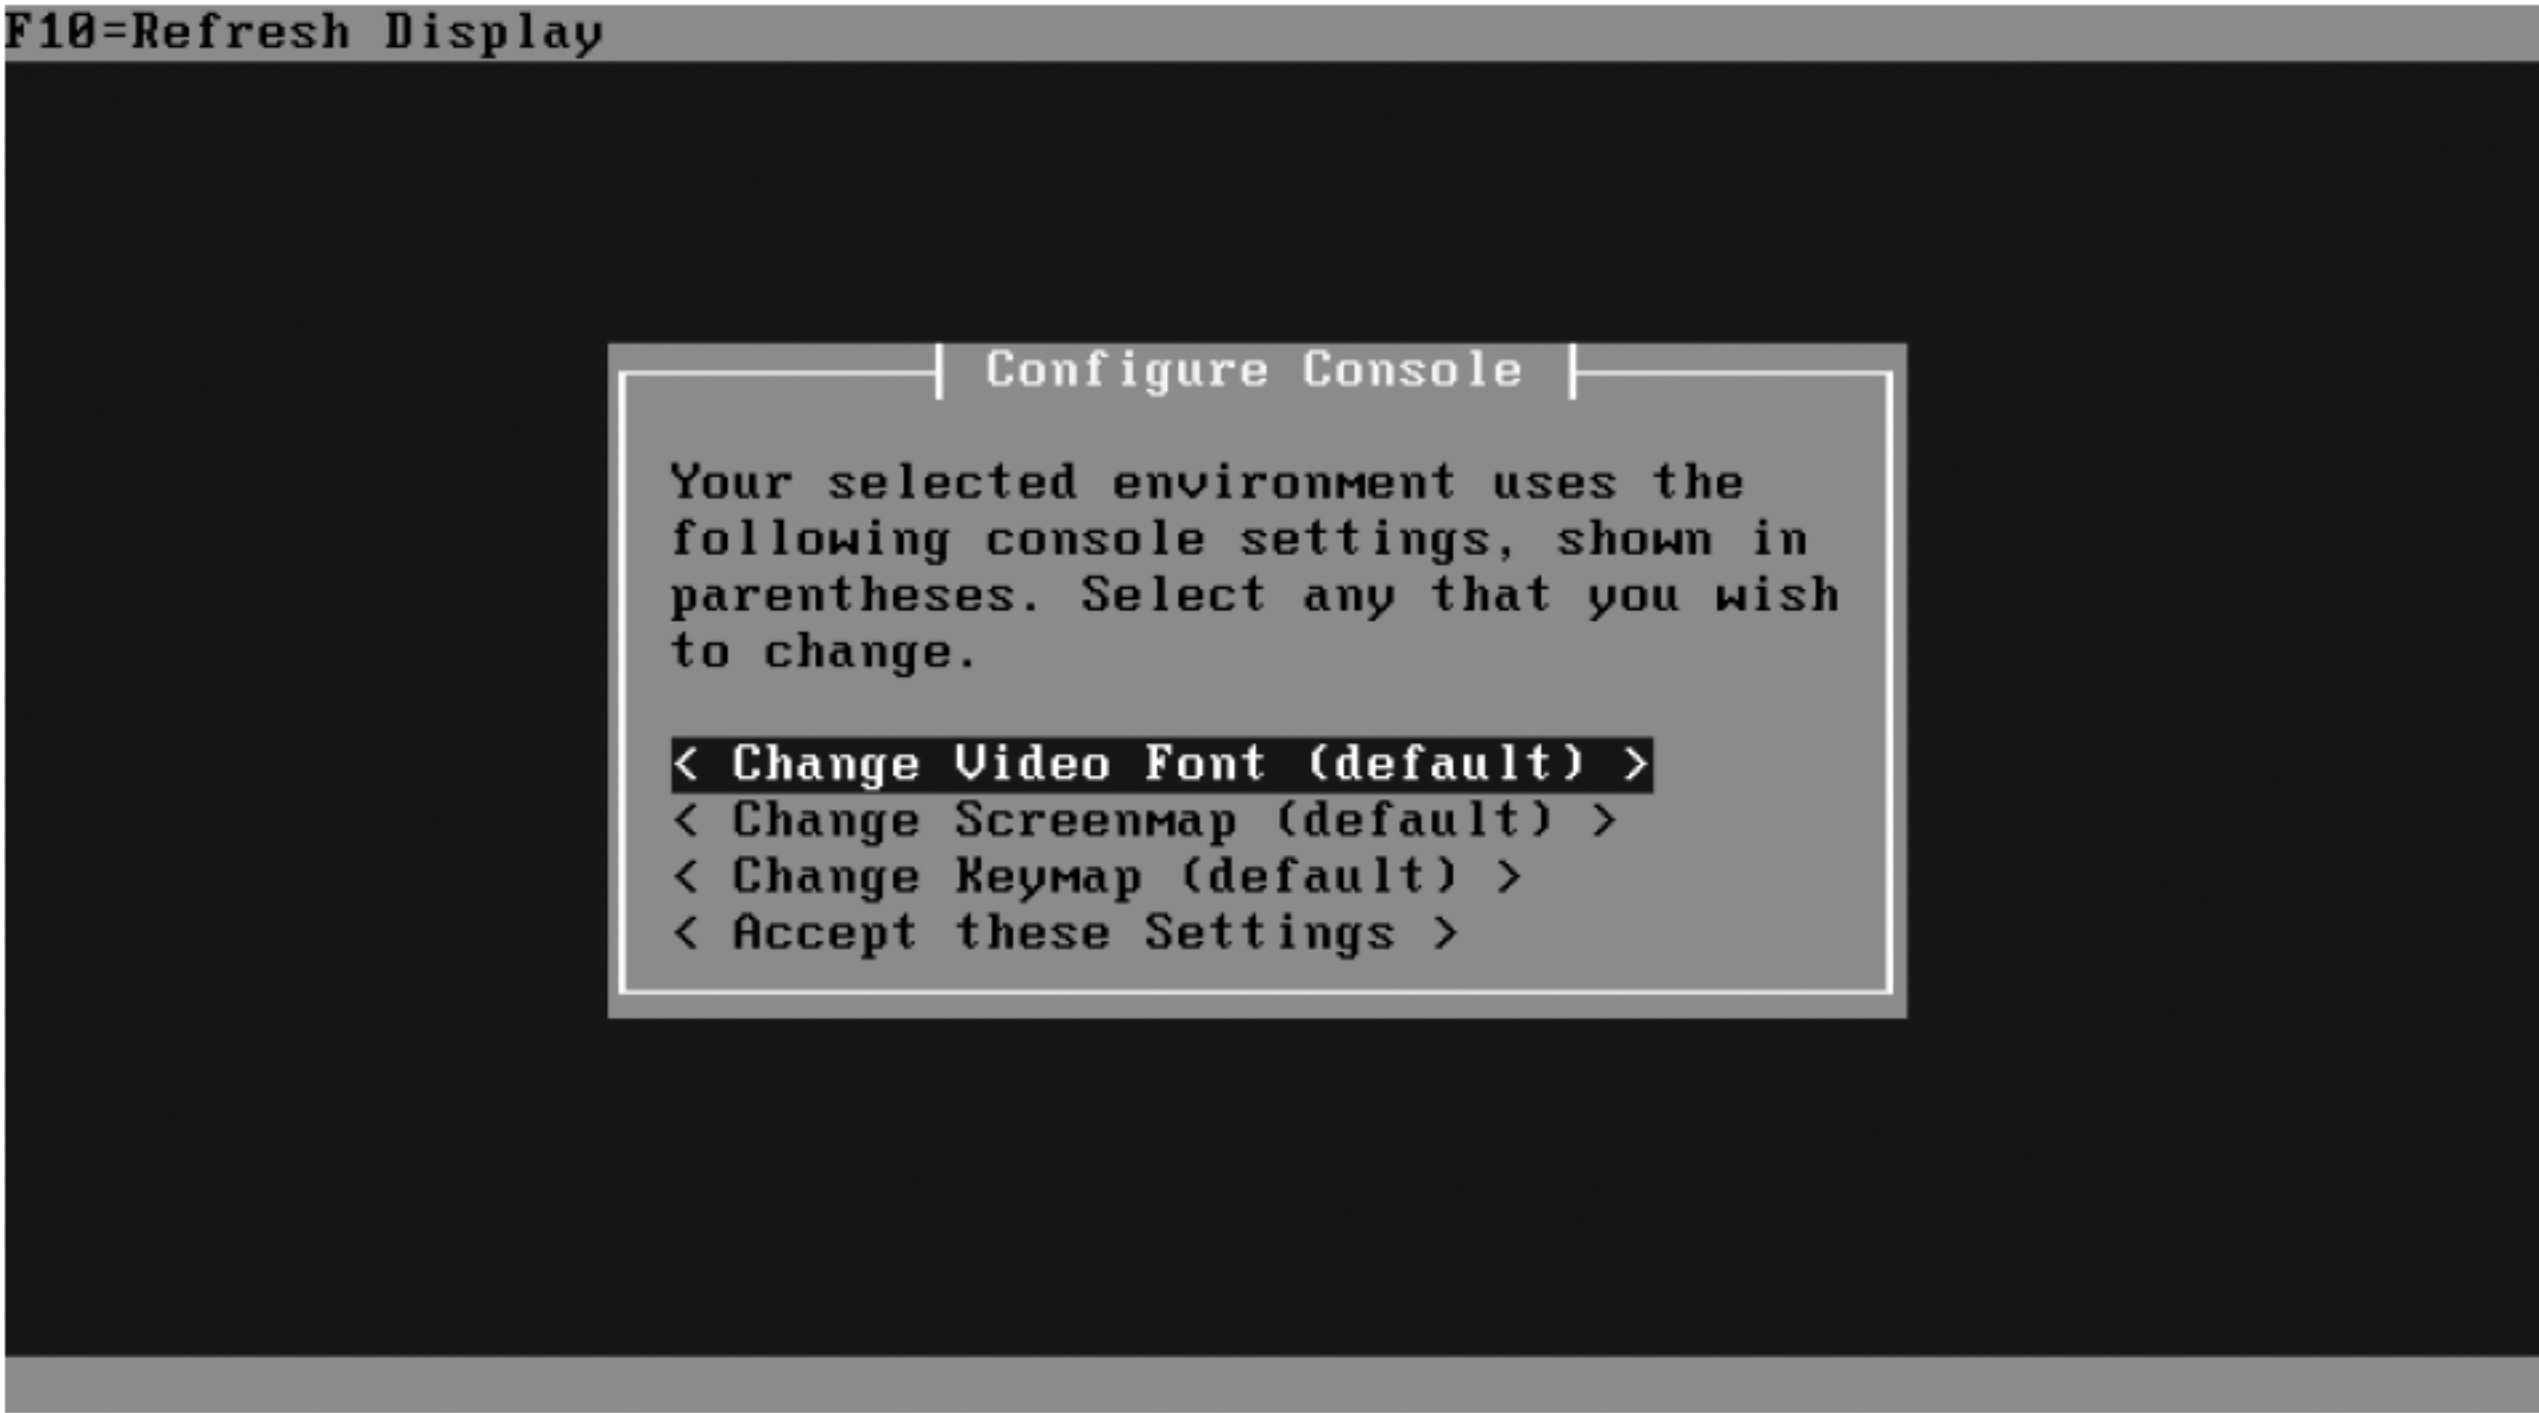 F10=Refresh Display
Configure Console
Your selected environment uses the
following console settings, shown in
parentheses. Select any that you wish
to change.
< Change Video Font (default) >
< Change Screenmap (default) >
< Change Keymap (default) >
< Accept these Settings >